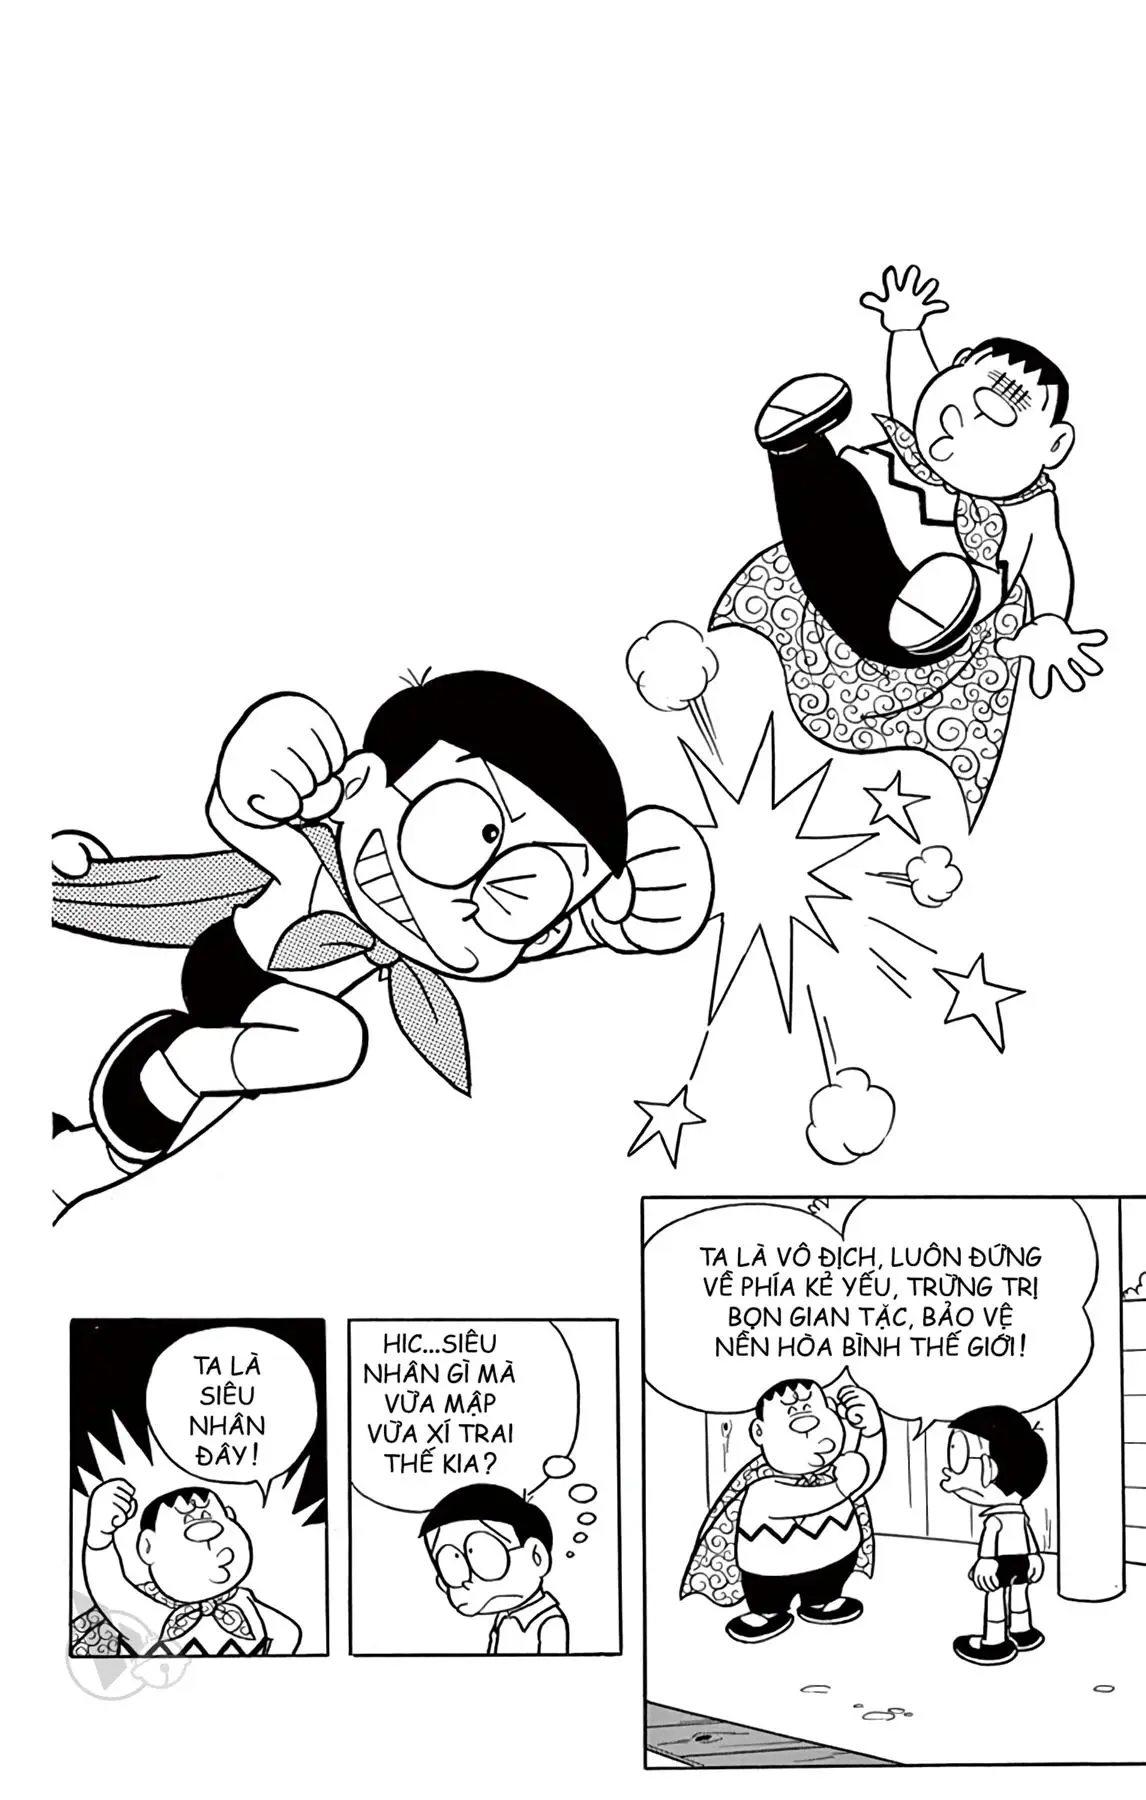 TA LÀ
SIÊU
NHÂN
ĐÂY!
HIC...SIÊU
NHÂN GÌ MÀ
VỪA MẬP
VỪA XÍ TRAI
THẾ KIA?
TA LÀ VÔ ĐỊCH, LUÔN ĐỨNG
VỀ PHÍA KẺ YẾU, TRỪNG TRỊ
BỌN GIAN TẶC, BẢO VỆ
NỀN HÒA BÌNH THẾ GIỚI!